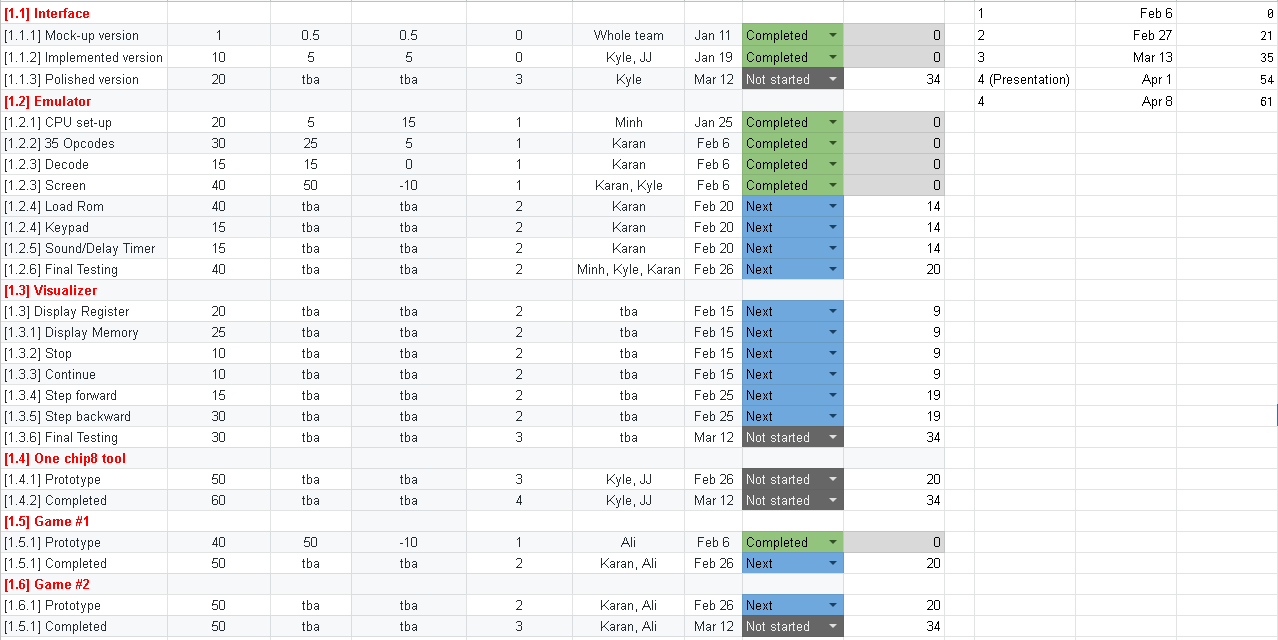 [1.1] Interface 1 Feb 6 0
[1.1.1] Mock-up version 1 0.5 0.5 0 Whole team Jan 11 Completed 0 2 Feb 27 21
[1.1.2] Implemented version 10 5 5 0 Kyle, JJ Jan 19 Completed 0 3 Mar 13 35
[1.1.3] Polished version 20 tba tba 3 Kyle Mar 12 Not started 34 4 (Presentation) Apr 1 54
[1.2] Emulator 4 Apr 8 61
[1.2.1] CPU set-up 20 5 15 1 Minh Jan 25 Completed 0
[1.2.2] 35 Opcodes 30 25 5 1 Karan Feb 6 Completed 0
[1.2.3] Decode 15 15 0 1 Karan Feb 6 Completed 0
[1.2.3] Screen 40 50 -10 1 Karan, Kyle Feb 6 Completed 0
[1.2.4] Load Rom 40 tba tba 2 Karan Feb 20 Next 14
[1.2.4] Keypad 15 tba tba 2 Karan Feb 20 Next 14
[1.2.5] Sound/Delay Timer 15 tba tba 2 Karan Feb 20 Next 14
[1.2.6] Final Testing 40 tba tba 2 Minh, Kyle, Karan Feb 26 Next 20
[1.3] Visualizer
[1.3] Display Register 20 tba tba 2 tba Feb 15 Next 9
[1.3.1] Display Memory 25 tba tba 2 tba Feb 15 Next 9
[1.3.2] Stop 10 tba tba 2 tba Feb 15 Next 9
[1.3.3] Continue 10 tba tba 2 tba Feb 15 Next 9
[1.3.4] Step forward 15 tba tba 2 tba Feb 25 Next 19
[1.3.5] Step backward 30 tba tba 2 tba Feb 25 Next 19
[1.3.6] Final Testing 30 tba tba 3 tba Mar 12 Not started 34
[1.4] One chip8 tool
[1.4.1] Prototype 50 tba tba 3 Kyle, JJ Feb 26 Not started 20
[1.4.2] Completed 60 tba tba 4 Kyle, JJ Mar 12 Not started 34
[1.5] Game #1
[1.5.1] Prototype 40 50 -10 1 Ali Feb 6 Completed 0
[1.5.1] Completed 50 tba tba 2 Karan, Ali Feb 26 Next 20
[1.6] Game #2
[1.6.1] Prototype 50 tba tba 2 Karan, Ali Feb 26 Next 20
[1.5.1] Completed 50 tba tba 3 Karan, Ali Mar 12 Not started 34